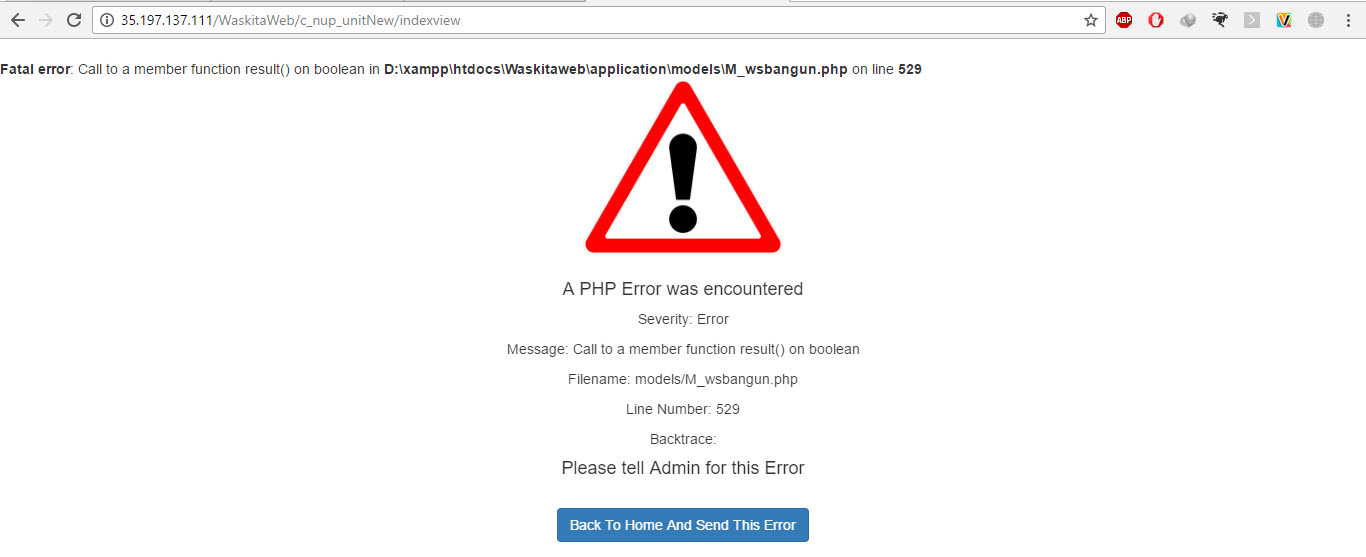 35.197.137.111/WaskitaWeb/c_nup_unitNew/indexview
ABP
Fatal error: Call to a member function result() on boolean in D:\xampp\htdocs\Waskitaweb\application\models\M_wsbangun.php on line 529
A PHP Error was encountered
Severity: Error
Message: Call to a member function result() on boolean
Filename: models/M_wsbangun.php
Line Number: 529
Backtrace:
Please tell Admin for this Error
Back To Home And Send This Error